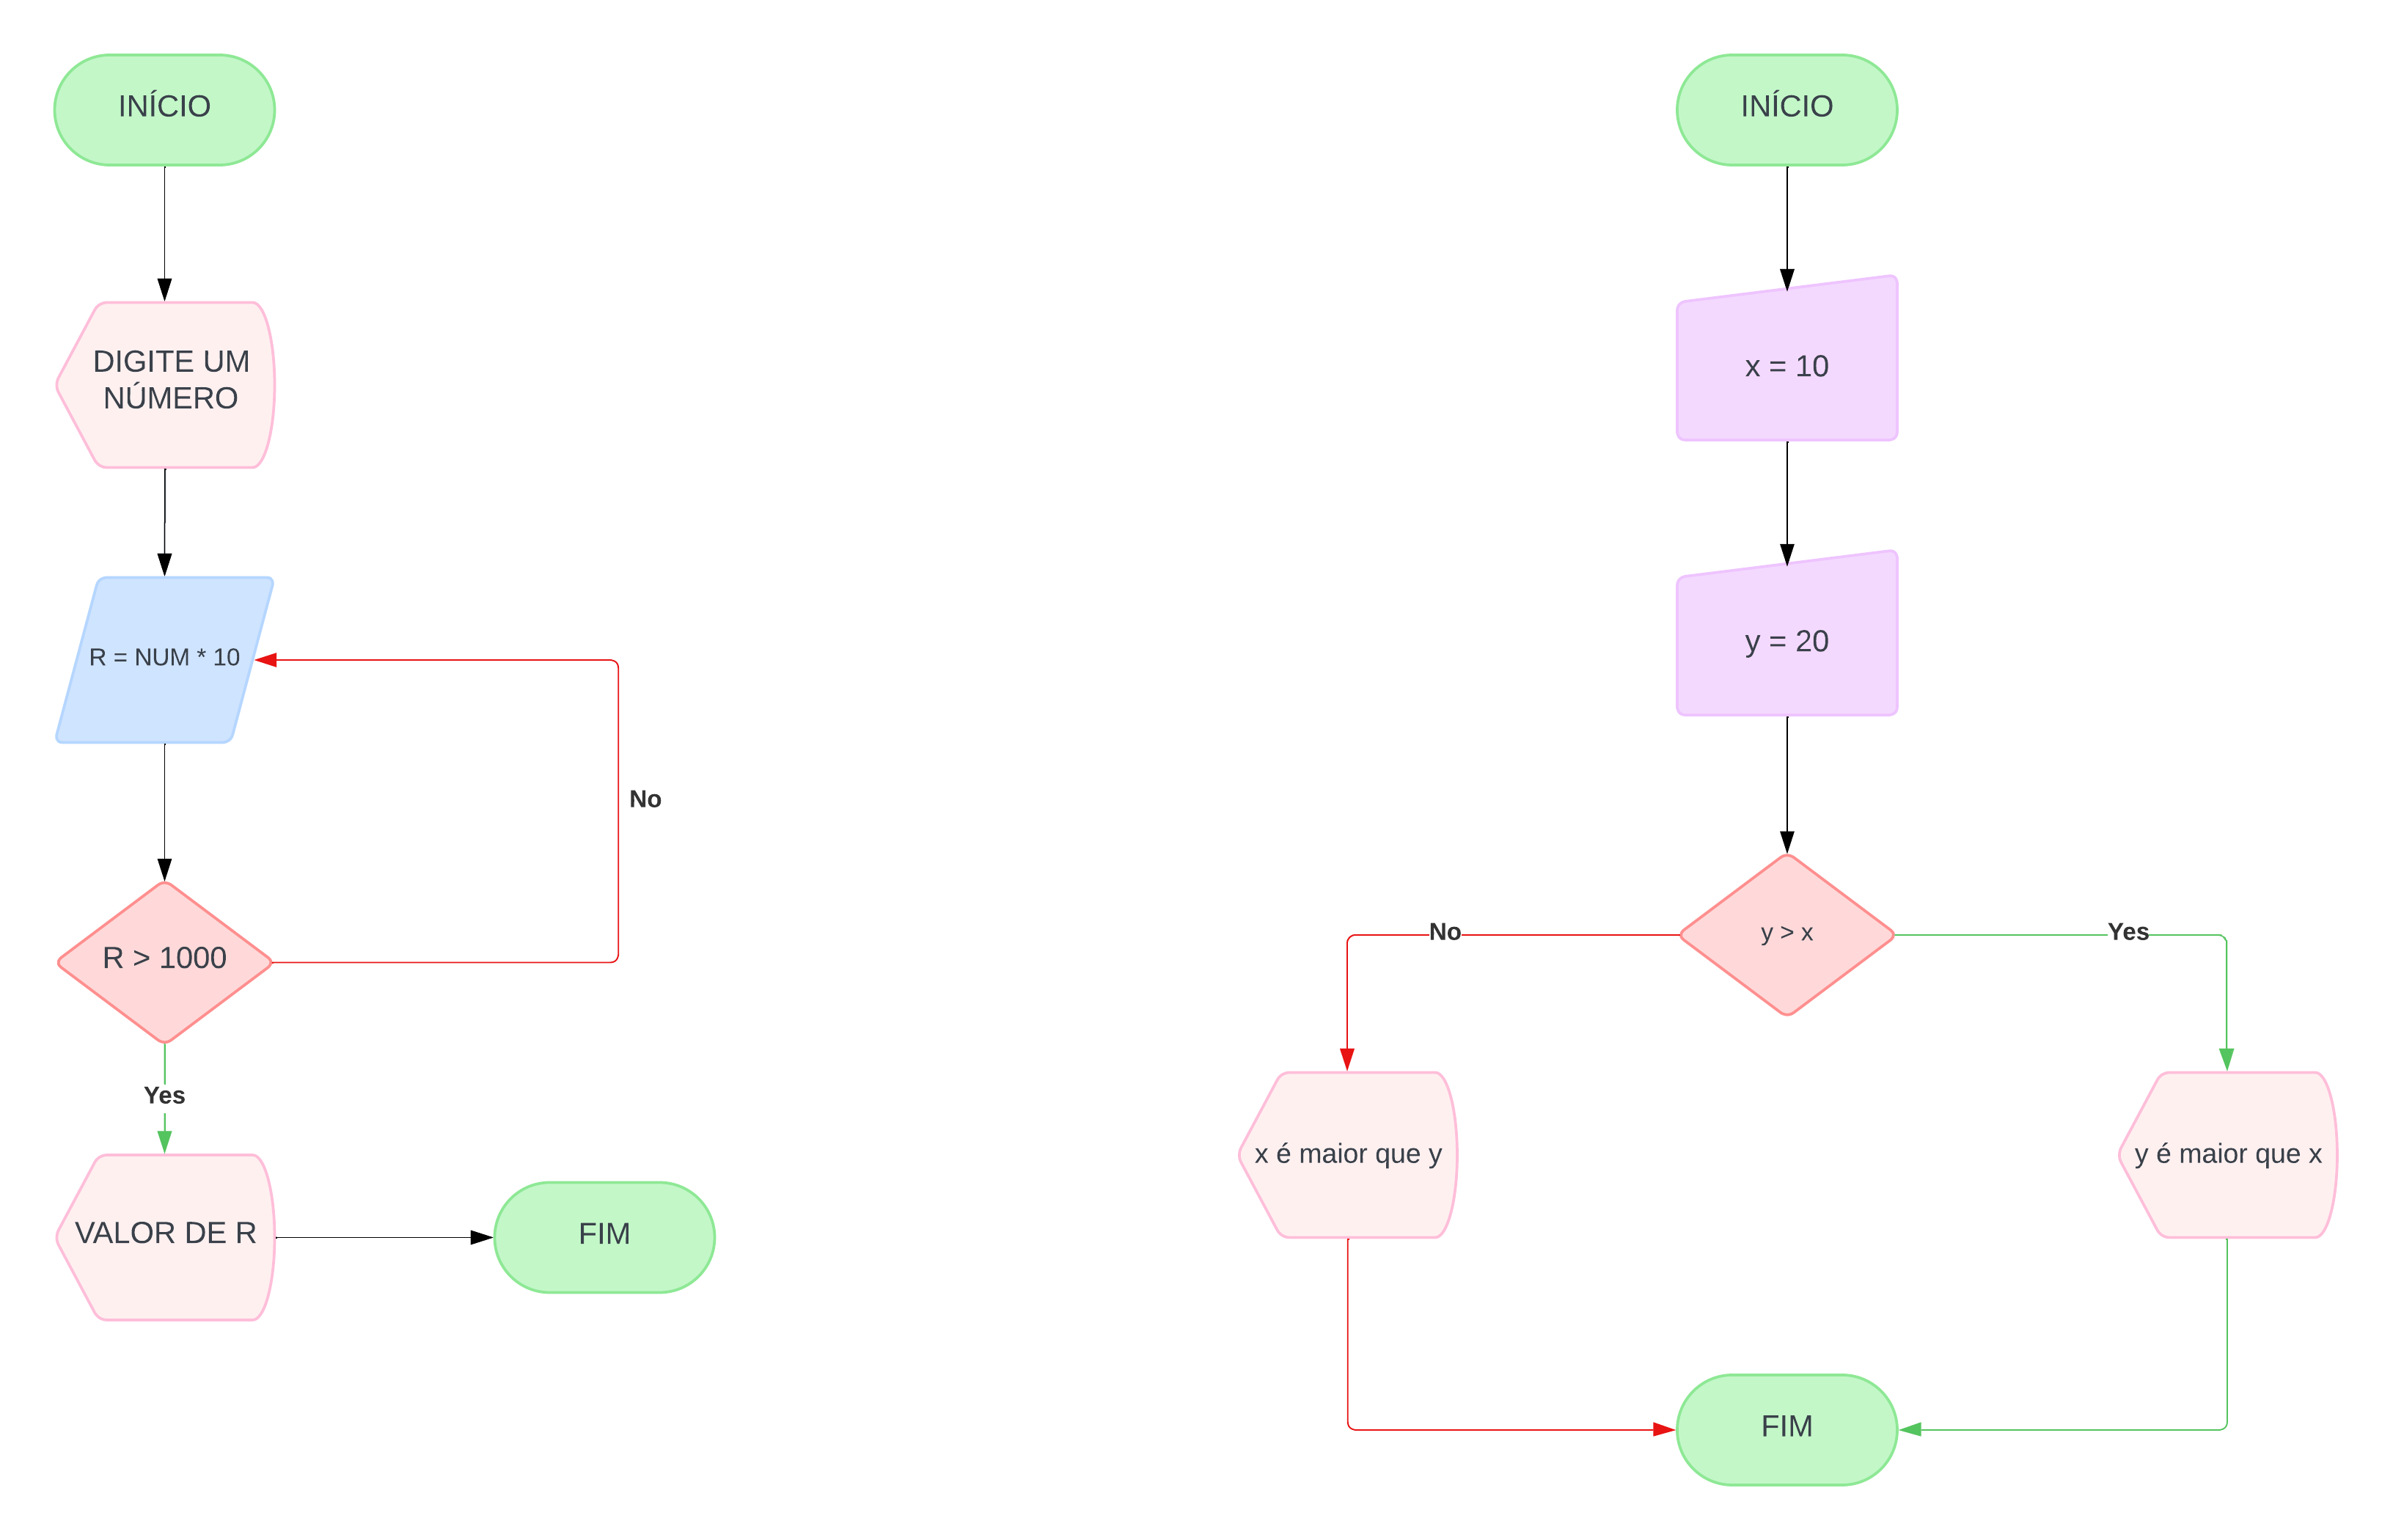 INÍCIO
DIGITE UM
NÚMERO
R = NUM * 10
No
R > 1000
Yes
VALOR DE R
FIM
INÍCIO
x = 10
y = 20
y > x
No
Yes
x é maior que y
y é maior que x
FIM